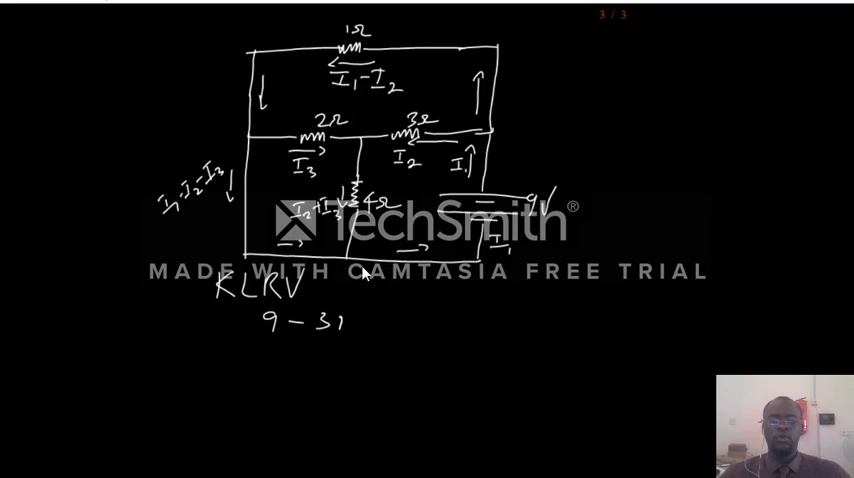 3 / 3
1Ω
I₁-I₂
2Ω
3Ω
I₃
I₂
I₁
I₁-I₂-I₃
I₂+I₃
4Ω
9V
I₁
TechSmith®
MADE WITH CAMTASIA FREE TRIAL
KLRV
9 - 3I